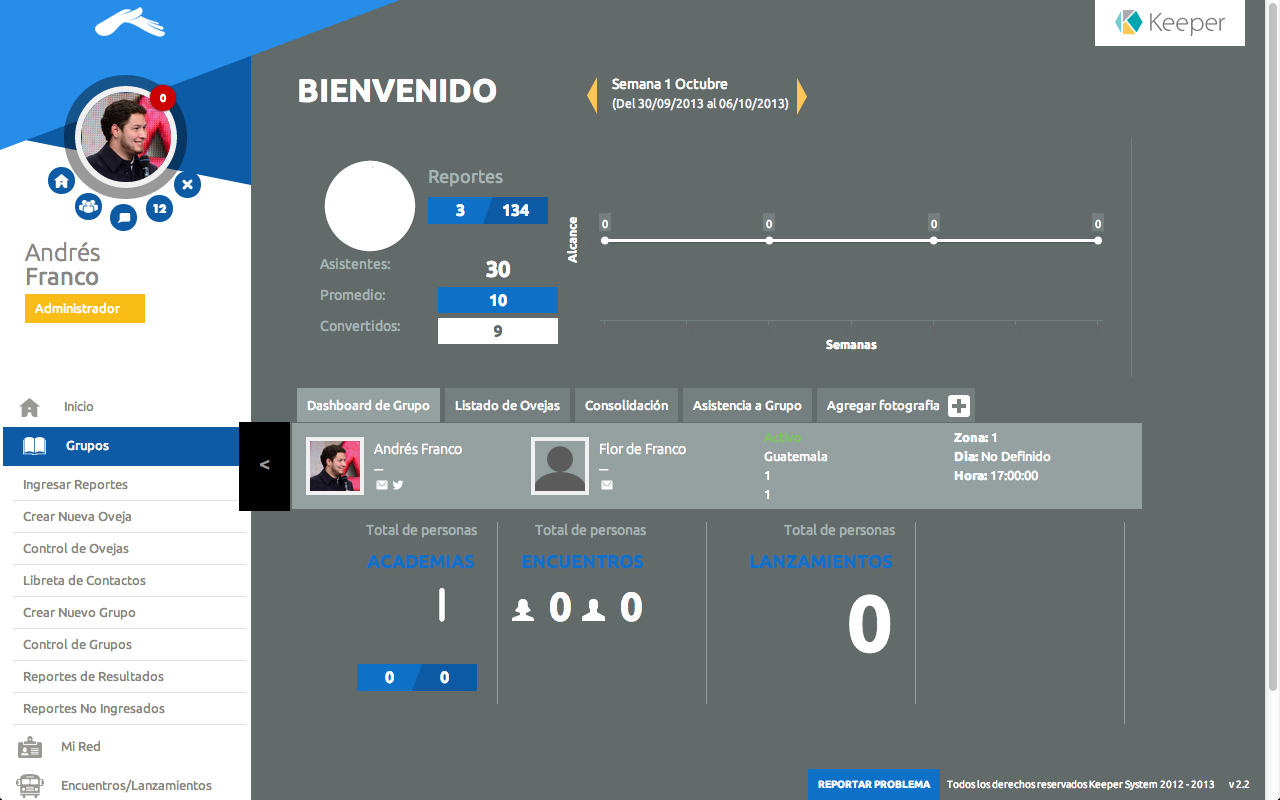 Keeper
0
12
Andrés
Franco
Administrador
Inicio
Grupos
Ingresar Reportes
Crear Nueva Oveja
Control de Ovejas
Libreta de Contactos
Crear Nuevo Grupo
Control de Grupos
Reportes de Resultados
Reportes No Ingresados
Mi Red
Encuentros/Lanzamientos
BIENVENIDO
Semana 1 Octubre
(Del 30/09/2013 al 06/10/2013)
Reportes
3 134
Asistentes: 30
Promedio: 10
Convertidos: 9
Alcance
0 0 0 0
Semanas
Dashboard de Grupo Listado de Ovejas Consolidación Asistencia a Grupo Agregar fotografia
<
Andrés Franco
--
Flor de Franco
--
Activo
Guatemala
1
1
Zona: 1
Día: No Definido
Hora: 17:00:00
Total de personas
ACADEMIAS
0 0
Total de personas
ENCUENTROS
0 0
Total de personas
LANZAMIENTOS
0
REPORTAR PROBLEMA Todos los derechos reservados Keeper System 2012 - 2013 v 2.2